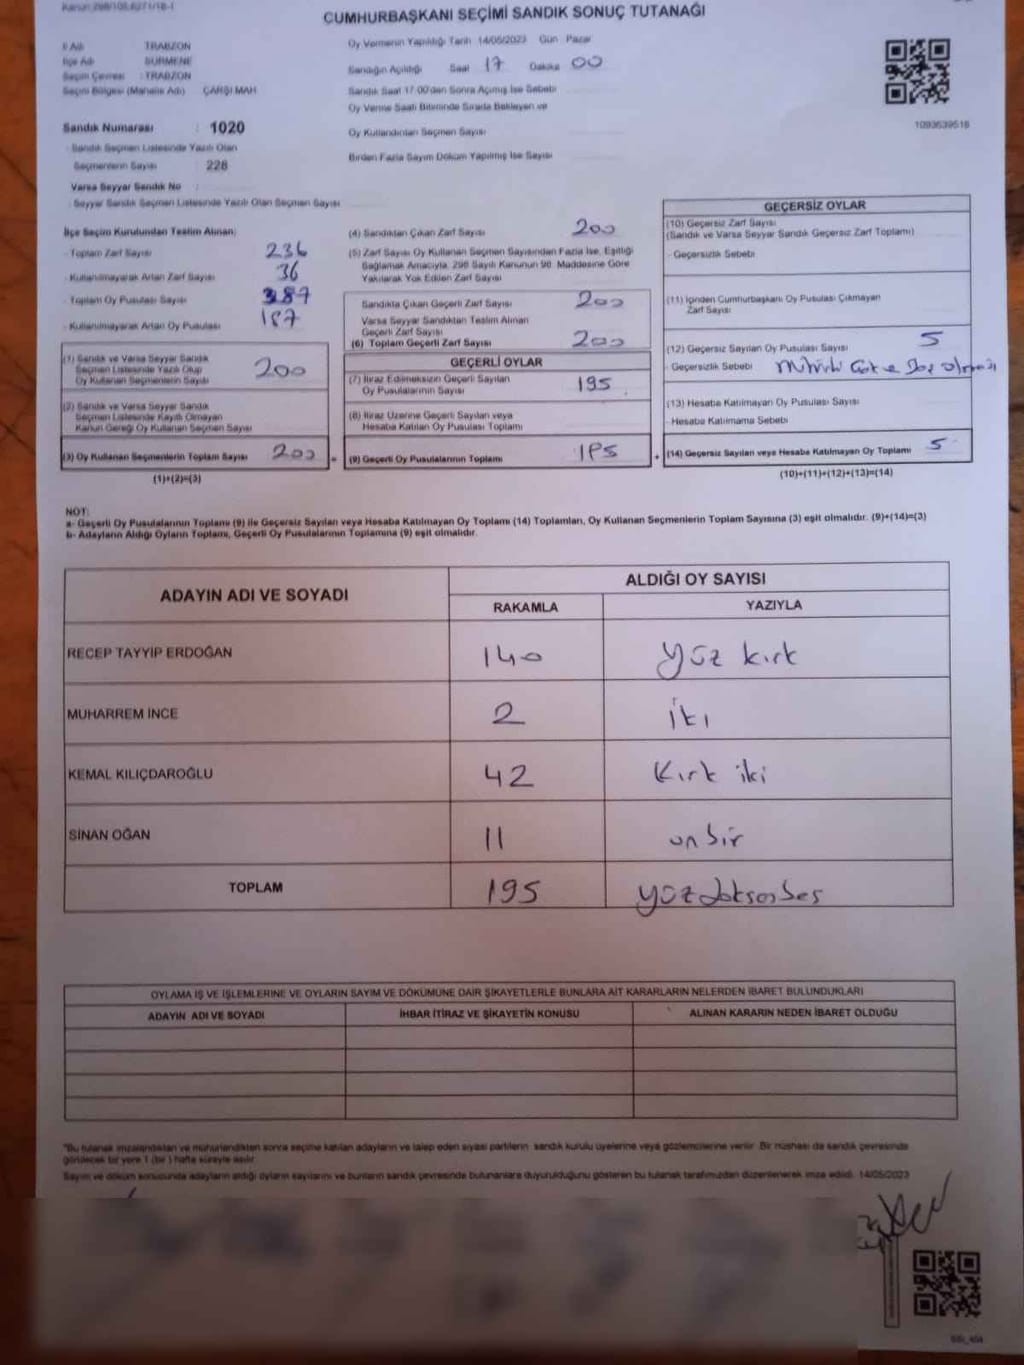 CUMHURBAŞKANI SEÇİMİ SANDIK SONUÇ TUTANAĞI
İl Adı TRABZON
İlçe Adı SÜRMENE
Seçim Çevresi : TRABZON
Seçim Bölgesi (Mahalle Adı) ÇARŞI MAH
Sandık Numarası : 1020
Sandık Seçmen Listesinde Yazılı Olan
Seçmenlerin Sayısı : 228
Varsa Seyyar Sandık No :
Seyyar Sandık Seçmen Listesinde Yazılı Olan Seçmen Sayısı
Oy Vermenin Yapıldığı Tarih 14/05/2023 Gün Pazar
Sandığın Açıldığı Saat 17 Dakika 00
Sandık Saat 17.00'den Sonra Açılmış İse Sebebi
Oy Verme Saati Bitiminde Sırada Bekleyen ve
Oy Kullandırılan Seçmen Sayısı
Birden Fazla Sayım Döküm Yapılmış İse Sayısı
1093639518
İlçe Seçim Kurulundan Teslim Alınan;
- Toplam Zarf Sayısı 236
- Kullanılmayarak Artan Zarf Sayısı 36
- Toplam Oy Pusulası Sayısı 387
- Kullanılmayarak Artan Oy Pusulası 187
(1) Sandık ve Varsa Seyyar Sandık
Seçmen Listesinde Yazılı Olup
Oy Kullanan Seçmenlerin Sayısı 200
(2) Sandık ve Varsa Seyyar Sandık
Seçmen Listesinde Kayıtlı Olmayan
Kanun Gereği Oy Kullanan Seçmen Sayısı
(3) Oy Kullanan Seçmenlerin Toplam Sayısı 200 =
(1)+(2)=(3)
(4) Sandıktan Çıkan Zarf Sayısı 200
(5) Zarf Sayısı Oy Kullanan Seçmen Sayısından Fazla İse, Eşitliği
Sağlamak Amacıyla, 298 Sayılı Kanunun 98. Maddesine Göre
Yakılarak Yok Edilen Zarf Sayısı
Sandıkta Çıkan Geçerli Zarf Sayısı 200
Varsa Seyyar Sandıktan Teslim Alınan
Geçerli Zarf Sayısı
(6) Toplam Geçerli Zarf Sayısı 200
GEÇERLİ OYLAR
(7) İtiraz Edilmeksizin Geçerli Sayılan
Oy Pusulalarının Sayısı 195
(8) İtiraz Üzerine Geçerli Sayılan veya
Hesaba Katılan Oy Pusulası Toplamı
(9) Geçerli Oy Pusulalarının Toplamı 195 +
GEÇERSİZ OYLAR
(10) Geçersiz Zarf Sayısı
(Sandık ve Varsa Seyyar Sandık Geçersiz Zarf Toplamı)
- Geçersizlik Sebebi
(11) İçinden Cumhurbaşkanı Oy Pusulası Çıkmayan
Zarf Sayısı
(12) Geçersiz Sayılan Oy Pusulası Sayısı 5
- Geçersizlik Sebebi
(13) Hesaba Katılmayan Oy Pusulası Sayısı
- Hesaba Katılmama Sebebi
(14) Geçersiz Sayılan veya Hesaba Katılmayan Oy Toplamı 5
(10)+(11)+(12)+(13)=(14)
NOT:
a- Geçerli Oy Pusulalarının Toplamı (9) ile Geçersiz Sayılan veya Hesaba Katılmayan Oy Toplamı (14) Toplamları, Oy Kullanan Seçmenlerin Toplam Sayısına (3) eşit olmalıdır. (9)+(14)=(3)
b- Adayların Aldığı Oyların Toplamı, Geçerli Oy Pusulalarının Toplamına (9) eşit olmalıdır.
ADAYIN ADI VE SOYADI
ALDIĞI OY SAYISI
RAKAMLA YAZIYLA
RECEP TAYYİP ERDOĞAN 140 yüz kırk
MUHARREM İNCE 2 iki
KEMAL KILIÇDAROĞLU 42 Kırk iki
SİNAN OĞAN 11 on bir
TOPLAM 195 yüzdoksanbeş
OYLAMA İŞ VE İŞLEMLERİNE VE OYLARIN SAYIM VE DÖKÜMÜNE DAİR ŞİKAYETLERLE BUNLARA AİT KARARLARIN NELERDEN İBARET BULUNDUKLARI
ADAYIN ADI VE SOYADI İHBAR İTİRAZ VE ŞİKAYETİN KONUSU ALINAN KARARIN NEDEN İBARET OLDUĞU
"Bu tutanak imzalandıktan ve mühürlendikten sonra seçime katılan adayların ve talep eden siyasi partilerin sandık kurulu üyelerine veya gözlemcilerine verilir. Bir nüshası da sandık çevresinde
görülecek bir yere 1 (bir) hafta süreyle asılır.
Sayım ve döküm sonucunda adayların aldığı oyların sayılarını ve bunların sandık çevresinde bulunanlara duyurulduğunu gösteren bu tutanak tarafımızdan düzenlenerek imza edildi. 14/05/2023